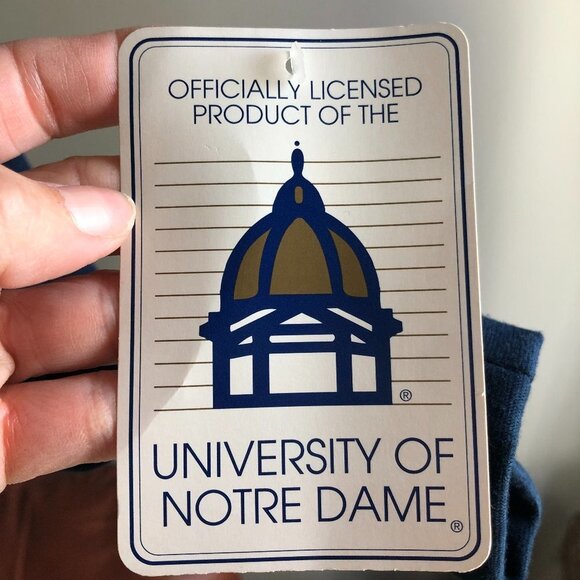 OFFICIALLY LICENSED
PRODUCT OF THE
®
UNIVERSITY OF
NOTRE DAME®